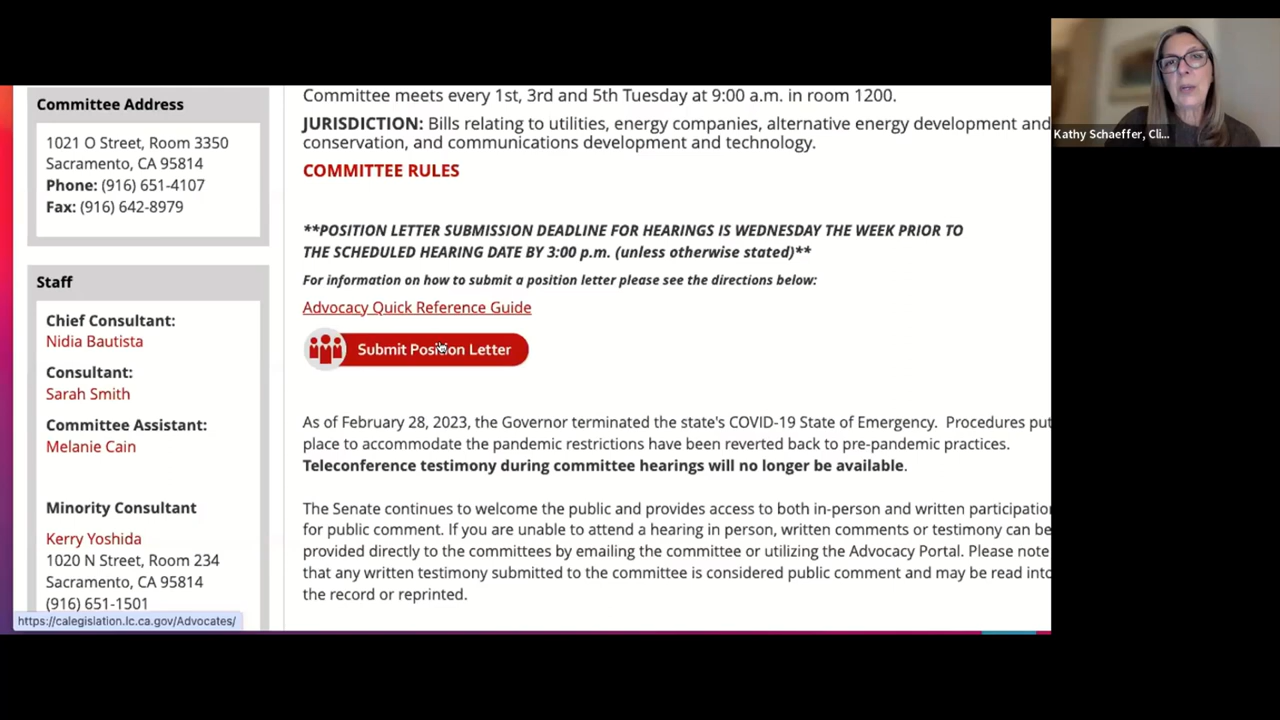 Committee Address
1021 O Street, Room 3350
Sacramento, CA 95814
Phone: (916) 651-4107
Fax: (916) 642-8979
Staff
Chief Consultant:
Nidia Bautista
Consultant:
Sarah Smith
Committee Assistant:
Melanie Cain
Minority Consultant
Kerry Yoshida
1020 N Street, Room 234
Sacramento, CA 95814
(916) 651-1501
https://calegislation.lc.ca.gov/Advocates/
Committee meets every 1st, 3rd and 5th Tuesday at 9:00 a.m. in room 1200.
JURISDICTION: Bills relating to utilities, energy companies, alternative energy development and
conservation, and communications development and technology.
COMMITTEE RULES
**POSITION LETTER SUBMISSION DEADLINE FOR HEARINGS IS WEDNESDAY THE WEEK PRIOR TO
THE SCHEDULED HEARING DATE BY 3:00 p.m. (unless otherwise stated)**
For information on how to submit a position letter please see the directions below:
Advocacy Quick Reference Guide
Submit Position Letter
As of February 28, 2023, the Governor terminated the state's COVID-19 State of Emergency. Procedures put
place to accommodate the pandemic restrictions have been reverted back to pre-pandemic practices.
Teleconference testimony during committee hearings will no longer be available.
The Senate continues to welcome the public and provides access to both in-person and written participation
for public comment. If you are unable to attend a hearing in person, written comments or testimony can be
provided directly to the committees by emailing the committee or utilizing the Advocacy Portal. Please note
that any written testimony submitted to the committee is considered public comment and may be read into
the record or reprinted.
Kathy Schaeffer, Cli...